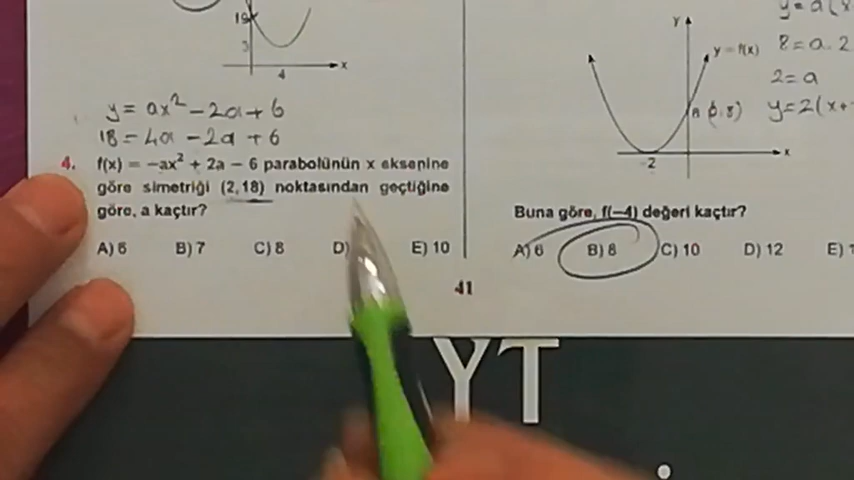 19
3
4
x
y = ax² - 2a + 6
18 = 4a - 2a + 6
4. f(x) = -ax² + 2a - 6 parabolünün x eksenine
göre simetriği (2,18) noktasından geçtiğine
göre, a kaçtır?
A) 6 B) 7 C) 8 D) E) 10
y = a(x
8 = a.2
2 = a
y = 2(x+
y
y = f(x)
-2
x
Buna göre, f(-4) değeri kaçtır?
A) 6 B) 8 C) 10 D) 12 E) 1
41
YT